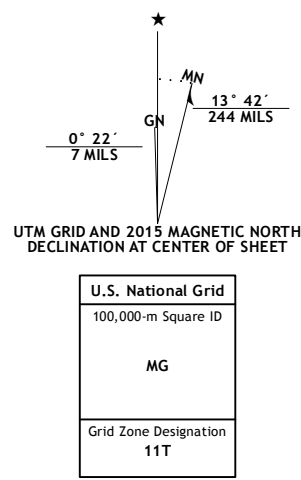 ★
MN
GN
13° 42´
244 MILS
0° 22´
7 MILS
UTM GRID AND 2015 MAGNETIC NORTH
DECLINATION AT CENTER OF SHEET
U.S. National Grid
100,000-m Square ID
MG
Grid Zone Designation
11T